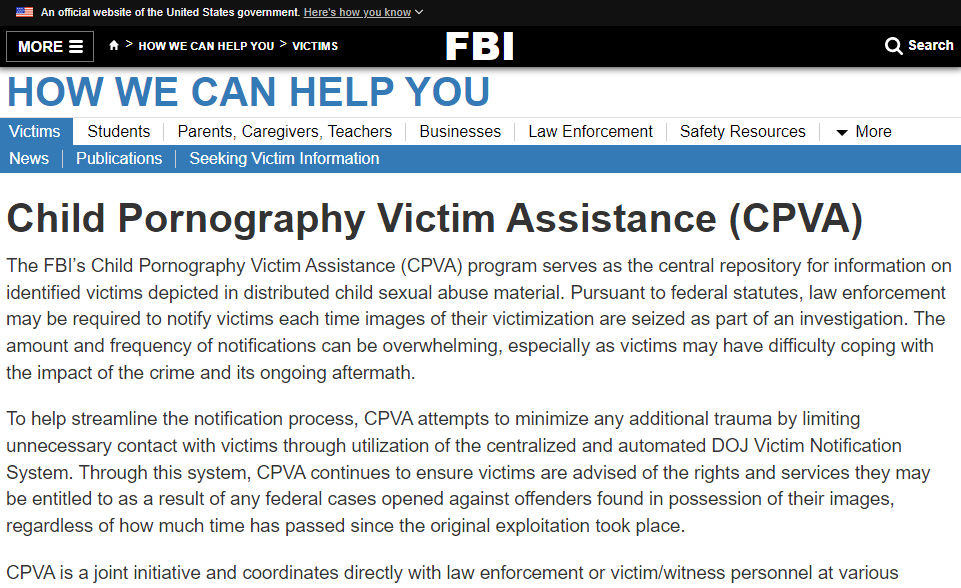 An official website of the United States government. Here's how you know
MORE
> HOW WE CAN HELP YOU > VICTIMS
FBI
Search
HOW WE CAN HELP YOU
Victims
Students
Parents, Caregivers, Teachers
Businesses
Law Enforcement
Safety Resources
More
News
Publications
Seeking Victim Information
Child Pornography Victim Assistance (CPVA)
The FBI's Child Pornography Victim Assistance (CPVA) program serves as the central repository for information on
identified victims depicted in distributed child sexual abuse material. Pursuant to federal statutes, law enforcement
may be required to notify victims each time images of their victimization are seized as part of an investigation. The
amount and frequency of notifications can be overwhelming, especially as victims may have difficulty coping with
the impact of the crime and its ongoing aftermath.
To help streamline the notification process, CPVA attempts to minimize any additional trauma by limiting
unnecessary contact with victims through utilization of the centralized and automated DOJ Victim Notification
System. Through this system, CPVA continues to ensure victims are advised of the rights and services they may
be entitled to as a result of any federal cases opened against offenders found in possession of their images,
regardless of how much time has passed since the original exploitation took place.
CPVA is a joint initiative and coordinates directly with law enforcement or victim/witness personnel at various